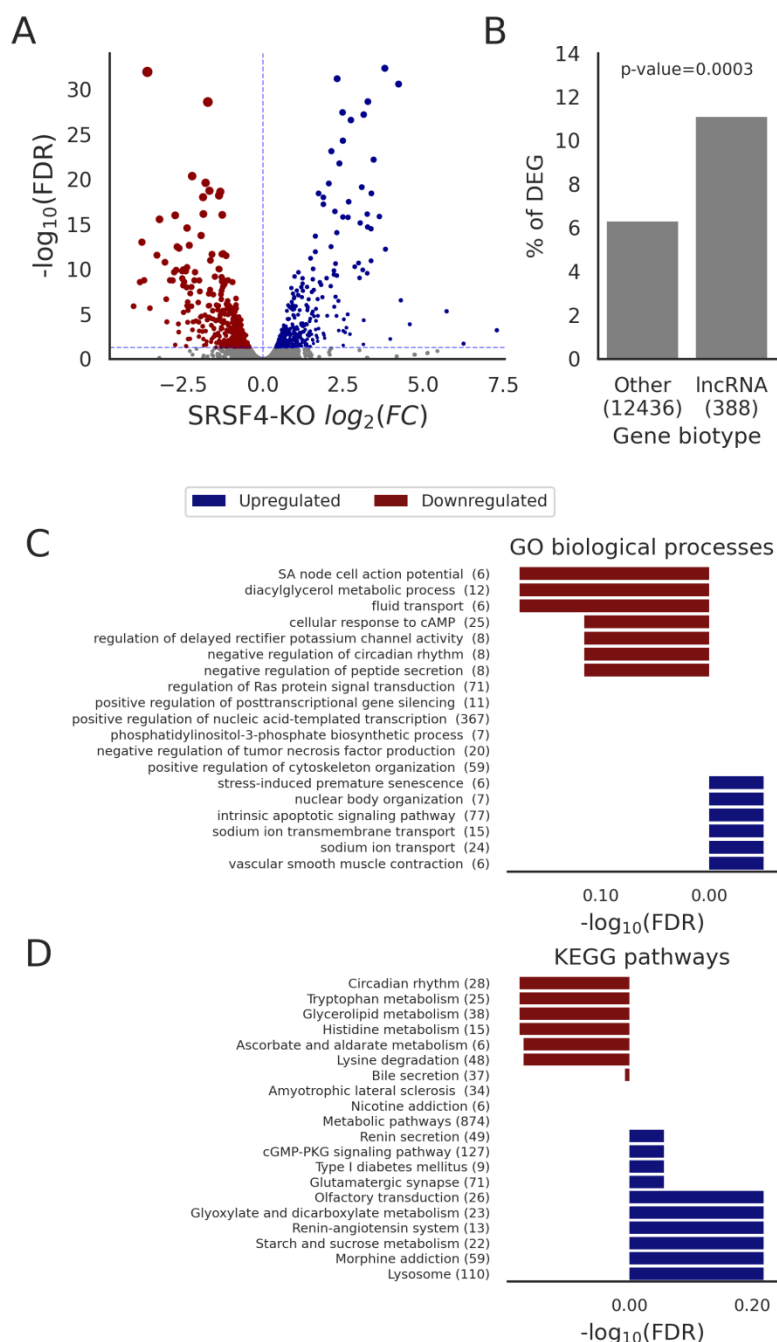 A
-log10(FDR)
30
25
20
15
10
5
0
−2.5
0.0
2.5
5.0
7.5
SRSF4-KO log2(FC)
B
p-value=0.0003
% of DEG
14
12
10
8
6
4
2
0
Other
(12436)
lncRNA
(388)
Gene biotype
Upregulated
Downregulated
C
GO biological processes
SA node cell action potential (6)
diacylglycerol metabolic process (12)
fluid transport (6)
cellular response to cAMP (25)
regulation of delayed rectifier potassium channel activity (8)
negative regulation of circadian rhythm (8)
negative regulation of peptide secretion (8)
regulation of Ras protein signal transduction (71)
positive regulation of posttranscriptional gene silencing (11)
positive regulation of nucleic acid-templated transcription (367)
phosphatidylinositol-3-phosphate biosynthetic process (7)
negative regulation of tumor necrosis factor production (20)
positive regulation of cytoskeleton organization (59)
stress-induced premature senescence (6)
nuclear body organization (7)
intrinsic apoptotic signaling pathway (77)
sodium ion transmembrane transport (15)
sodium ion transport (24)
vascular smooth muscle contraction (6)
0.10
0.00
-log10(FDR)
D
KEGG pathways
Circadian rhythm (28)
Tryptophan metabolism (25)
Glycerolipid metabolism (38)
Histidine metabolism (15)
Ascorbate and aldarate metabolism (6)
Lysine degradation (48)
Bile secretion (37)
Amyotrophic lateral sclerosis (34)
Nicotine addiction (6)
Metabolic pathways (874)
Renin secretion (49)
cGMP-PKG signaling pathway (127)
Type I diabetes mellitus (9)
Glutamatergic synapse (71)
Olfactory transduction (26)
Glyoxylate and dicarboxylate metabolism (23)
Renin-angiotensin system (13)
Starch and sucrose metabolism (22)
Morphine addiction (59)
Lysosome (110)
0.00
0.20
-log10(FDR)